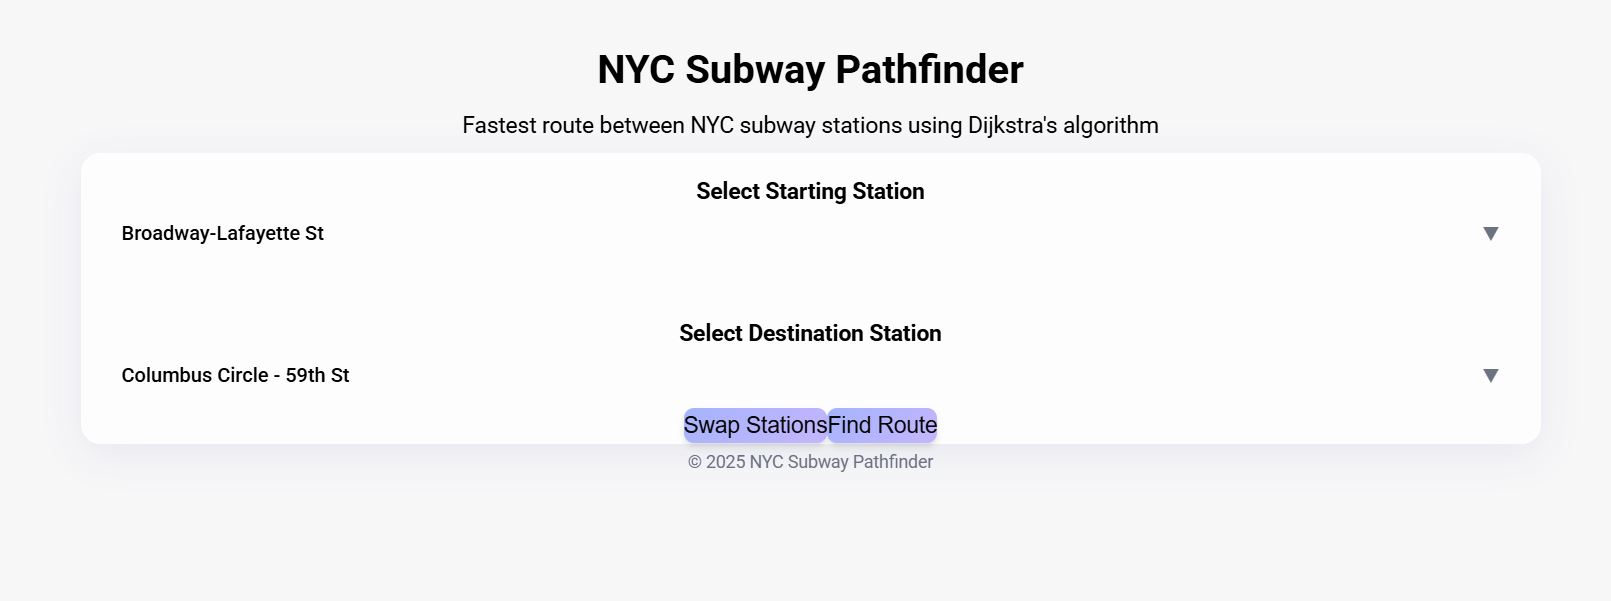 NYC Subway Pathfinder
Fastest route between NYC subway stations using Dijkstra's algorithm
Select Starting Station
Broadway-Lafayette St
Select Destination Station
Columbus Circle - 59th St
Swap Stations Find Route
© 2025 NYC Subway Pathfinder